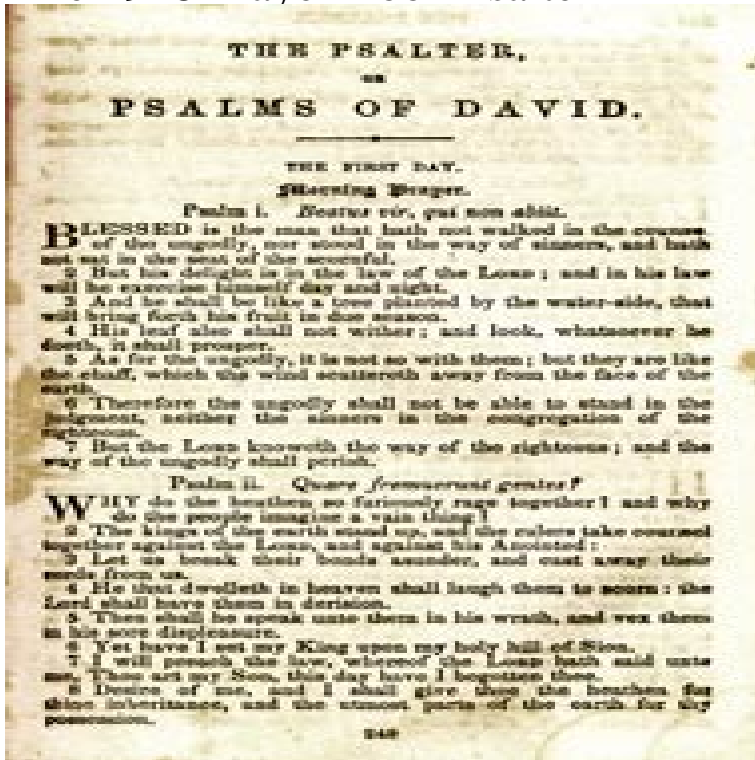 THE PSALTER,
OR
PSALMS OF DAVID.
THE FIRST DAY.
Morning Prayer.
Psalm i. Beatus vir, qui non abiit.
BLESSED is the man that hath not walked in the counsel
of the ungodly, nor stood in the way of sinners, and hath
not sat in the seat of the scornful.
2 But his delight is in the law of the LORD; and in his law
will he exercise himself day and night.
3 And he shall be like a tree planted by the water-side, that
will bring forth his fruit in due season.
4 His leaf also shall not wither; and look, whatsoever he
doeth, it shall prosper.
5 As for the ungodly, it is not so with them; but they are like
the chaff, which the wind scattereth away from the face of the
earth.
6 Therefore the ungodly shall not be able to stand in the
judgment, neither the sinners in the congregation of the
righteous.
7 But the LORD knoweth the way of the righteous; and the
way of the ungodly shall perish.
Psalm ii. Quare fremuerunt gentes?
WHY do the heathen so furiously rage together? and why
do the people imagine a vain thing?
2 The kings of the earth stand up, and the rulers take counsel
together against the LORD, and against his Anointed:
3 Let us break their bonds asunder, and cast away their
cords from us.
4 He that dwelleth in heaven shall laugh them to scorn: the
Lord shall have them in derision.
5 Then shall he speak unto them in his wrath, and vex them
in his sore displeasure.
6 Yet have I set my King upon my holy hill of Sion.
7 I will preach the law, whereof the LORD hath said unto
me, Thou art my Son, this day have I begotten thee.
8 Desire of me, and I shall give thee the heathen for
thine inheritance, and the utmost parts of the earth for thy
possession.